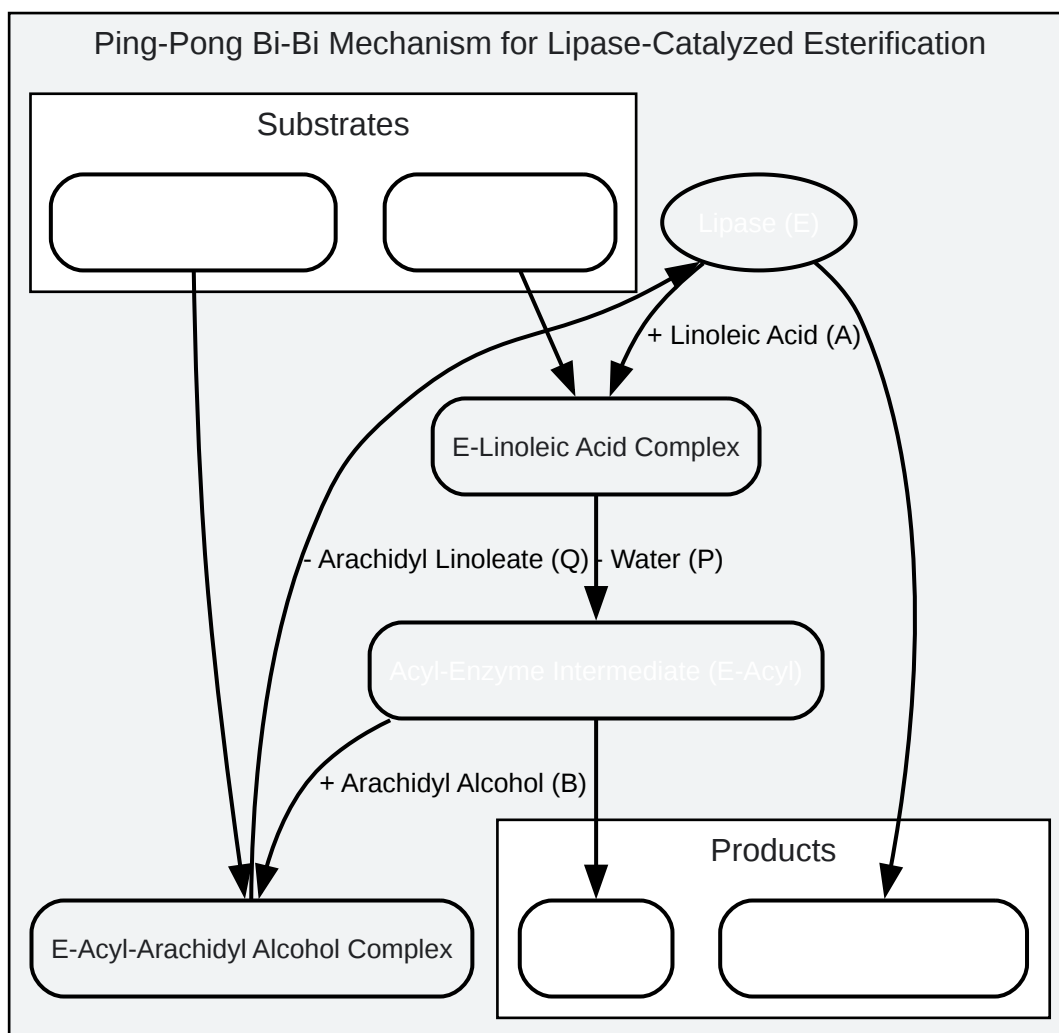 Ping-Pong Bi-Bi Mechanism for Lipase-Catalyzed Esterification
Substrates
Lipase (E)
+ Linoleic Acid (A)
E-Linoleic Acid Complex
- Arachidyl Linoleate (Q)
- Water (P)
Acyl-Enzyme Intermediate (E-Acyl)
+ Arachidyl Alcohol (B)
Products
E-Acyl-Arachidyl Alcohol Complex